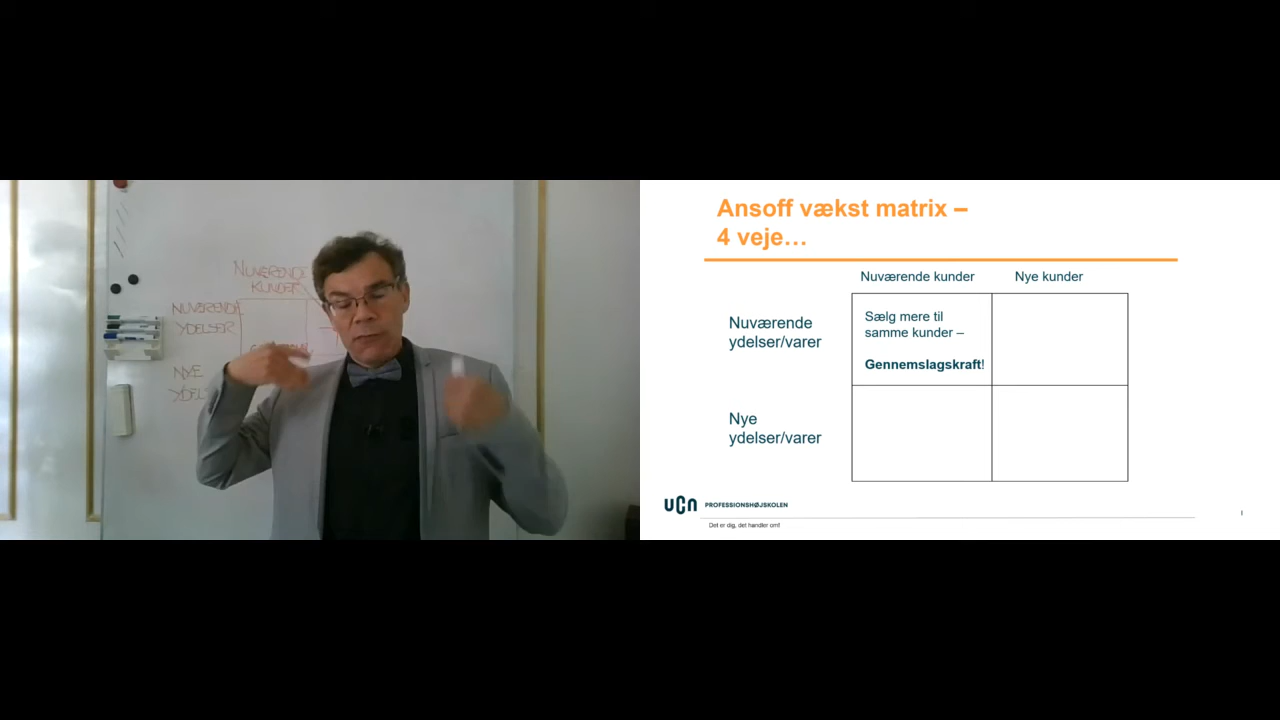 NUVÆRENDE
KUNDER
NUVÆRENDE
YDELSER
NYE
Ansoff vækst matrix –
4 veje…
Nuværende kunder
Nye kunder
Nuværende
ydelser/varer
Sælg mere til
samme kunder –
Gennemslagskraft!
Nye
ydelser/varer
ucn PROFESSIONSHØJSKOLEN
Det er dig, det handler om!